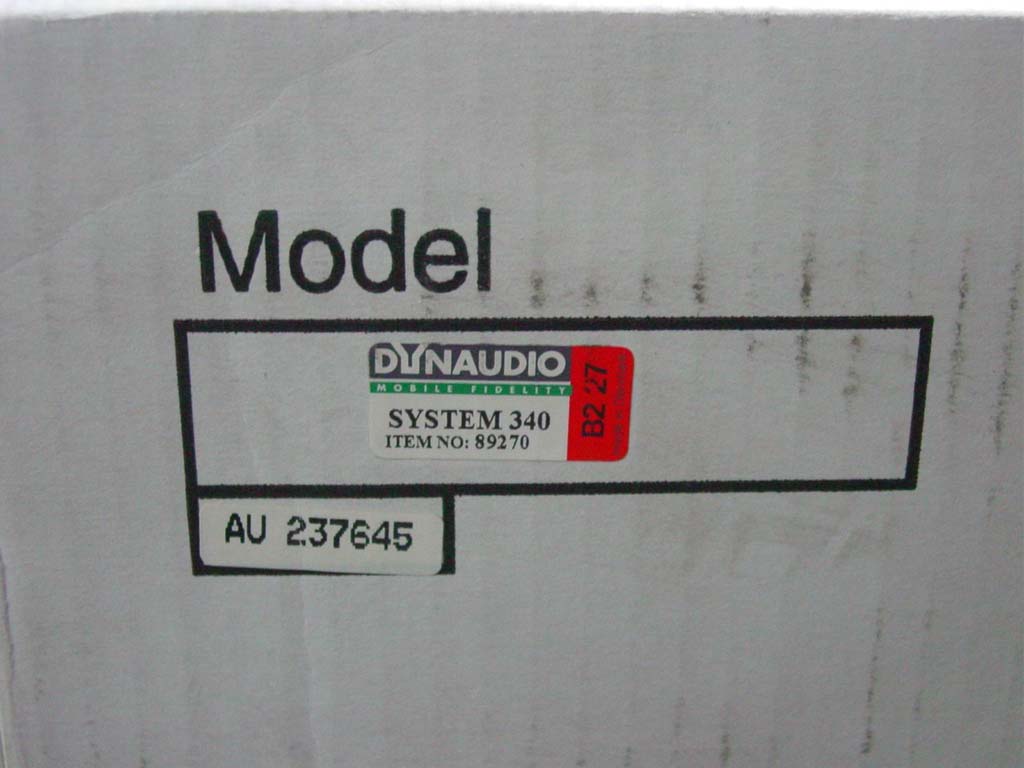 Model
DYNAUDIO
MOBILE FIDELITY
SYSTEM 340
ITEM NO: 89270
B2 27
AU 237645